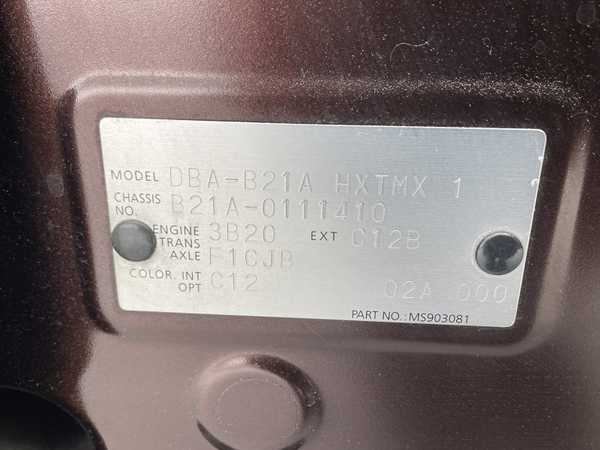 MODEL DBA-B21A HXTMX 1
CHASSIS NO. B21A-0111410
ENGINE 3B20 EXT C12B
TRANS AXLE F1CJB
COLOR. INT C12
OPT 02A 000
PART NO.: MS903081